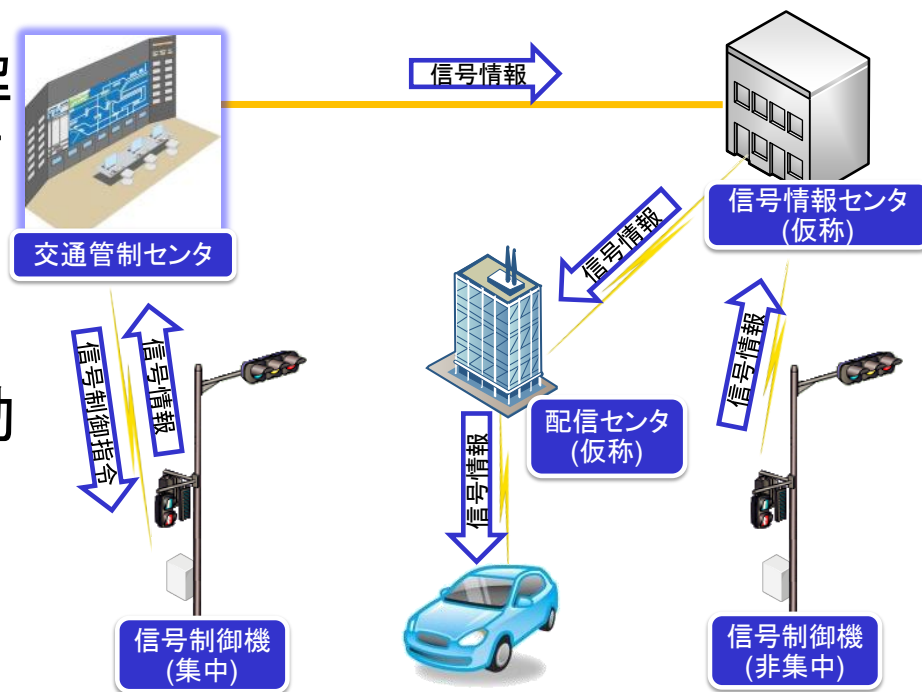 信号情報
信号情報センタ
(仮称)
交通管制センタ
信号情報
信号制御指令
信号情報
信号情報
配信センタ
(仮称)
信号情報
信号制御機
(集中)
信号制御機
(非集中)